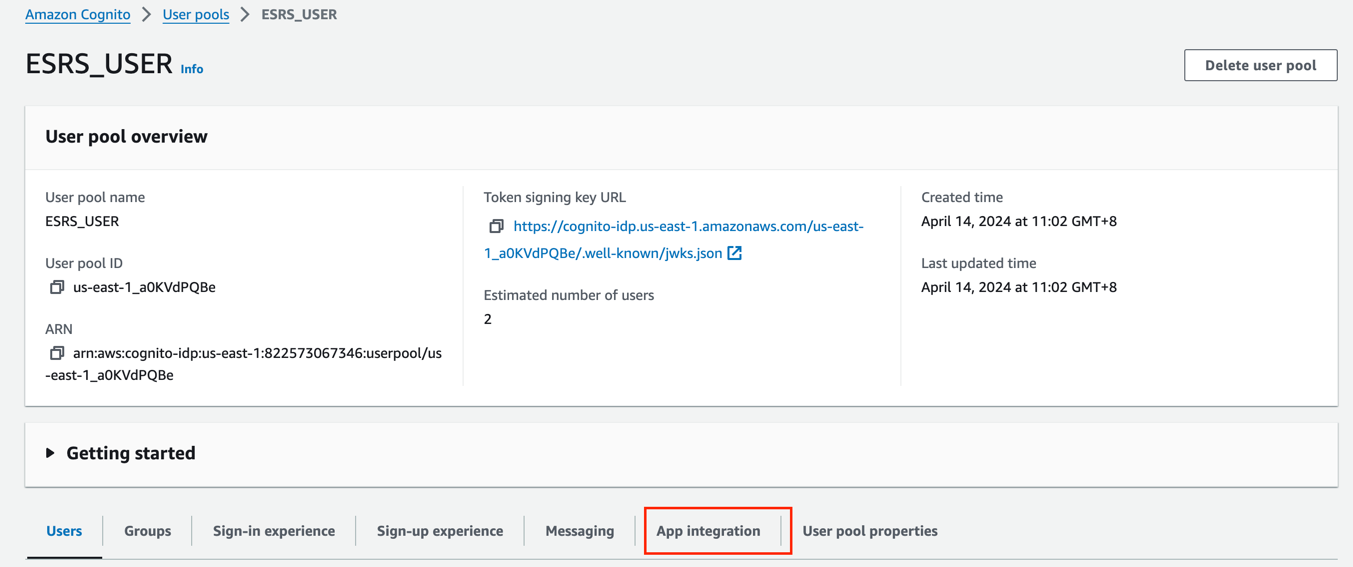 Amazon Cognito > User pools > ESRS_USER
ESRS_USER Info
Delete user pool
User pool overview
User pool name
ESRS_USER
User pool ID
us-east-1_a0KVdPQBe
ARN
arn:aws:cognito-idp:us-east-1:822573067346:userpool/us
-east-1_a0KVdPQBe
Token signing key URL
https://cognito-idp.us-east-1.amazonaws.com/us-east-
1_a0KVdPQBe/.well-known/jwks.json
Estimated number of users
2
Created time
April 14, 2024 at 11:02 GMT+8
Last updated time
April 14, 2024 at 11:02 GMT+8
Getting started
Users Groups Sign-in experience Sign-up experience Messaging App integration User pool properties